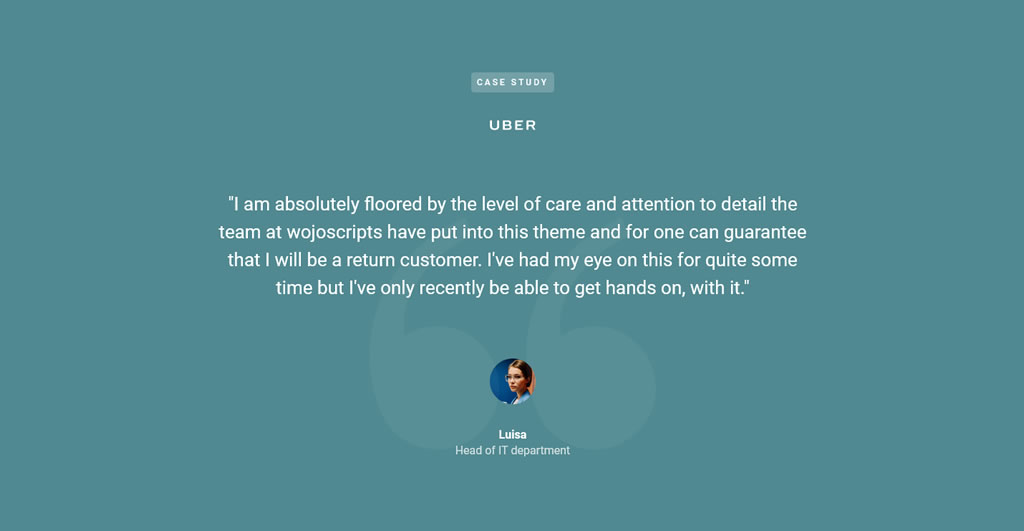 CASE STUDY
UBER
"I am absolutely floored by the level of care and attention to detail the
team at wojoscripts have put into this theme and for one can guarantee
that I will be a return customer. I've had my eye on this for quite some
time but I've only recently be able to get hands on, with it."
Luisa
Head of IT department